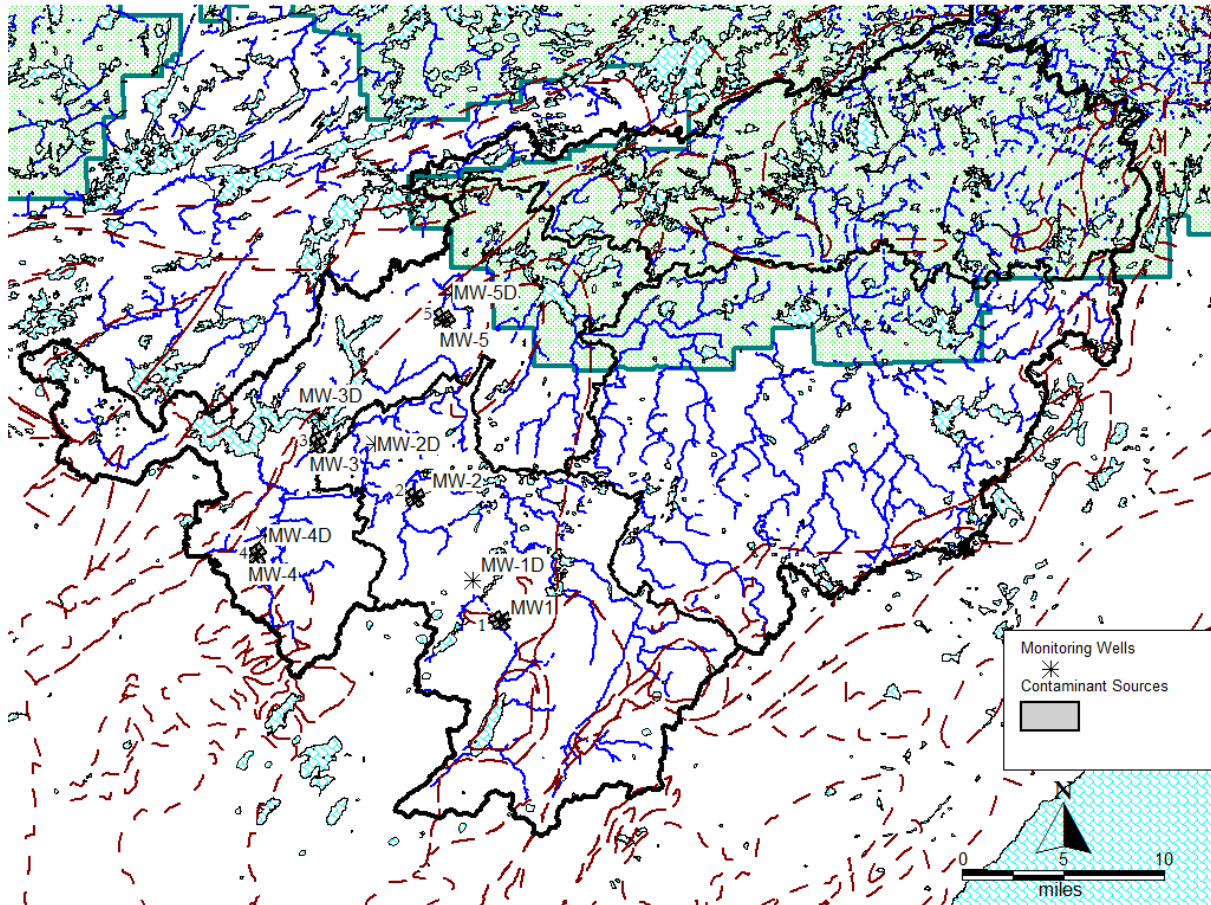 MW-5D
5
MW-5
MW-3D
3
MW-2D
MW-3
MW-2
2
MW-4D
4
MW-4
MW-1D
MW1
1
Monitoring Wells
Contaminant Sources
N
0 5 10
miles